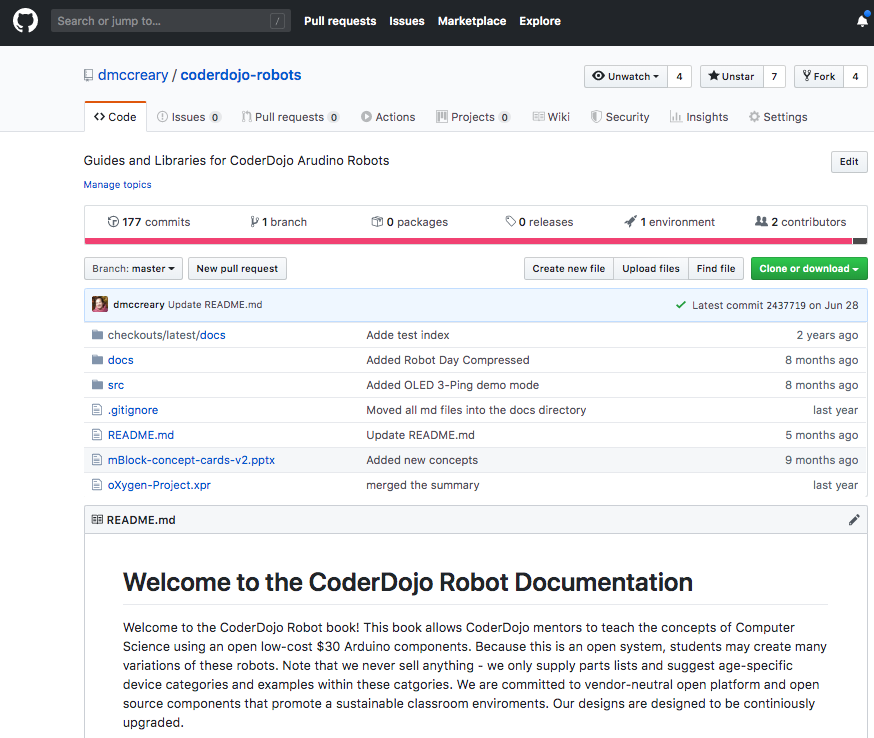 Search or jump to... /
Pull requests Issues Marketplace Explore
dmccreary / coderdojo-robots
Unwatch 4 Unstar 7 Fork 4
Code Issues 0 Pull requests 0 Actions Projects 0 Wiki Security Insights Settings
Guides and Libraries for CoderDojo Arudino Robots Edit
Manage topics
177 commits 1 branch 0 packages 0 releases 1 environment 2 contributors
Branch: master New pull request Create new file Upload files Find file Clone or download
dmccreary Update README.md Latest commit 2437719 on Jun 28
checkouts/latest/docs Adde test index 2 years ago
docs Added Robot Day Compressed 8 months ago
src Added OLED 3-Ping demo mode 8 months ago
.gitignore Moved all md files into the docs directory last year
README.md Update README.md 5 months ago
mBlock-concept-cards-v2.pptx Added new concepts 9 months ago
oXygen-Project.xpr merged the summary last year
README.md
Welcome to the CoderDojo Robot Documentation
Welcome to the CoderDojo Robot book! This book allows CoderDojo mentors to teach the concepts of Computer
Science using an open low-cost $30 Arduino components. Because this is an open system, students may create many
variations of these robots. Note that we never sell anything - we only supply parts lists and suggest age-specific
device categories and examples within these catgories. We are committed to vendor-neutral open platform and open
source components that promote a sustainable classroom enviroments. Our designs are designed to be continiously
upgraded.